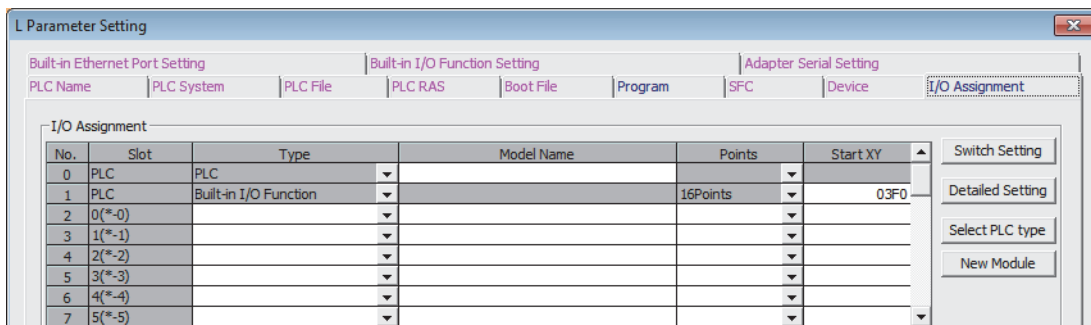 L Parameter Setting
Built-in Ethernet Port Setting Built-in I/O Function Setting Adapter Serial Setting
PLC Name PLC System PLC File PLC RAS Boot File Program SFC Device I/O Assignment
I/O Assignment
No. Slot Type Model Name Points Start XY Switch Setting
0 PLC PLC
1 PLC Built-in I/O Function 16Points 03F0 Detailed Setting
2 0(*-0)
3 1(*-1) Select PLC type
4 2(*-2)
5 3(*-3) New Module
6 4(*-4)
7 5(*-5)